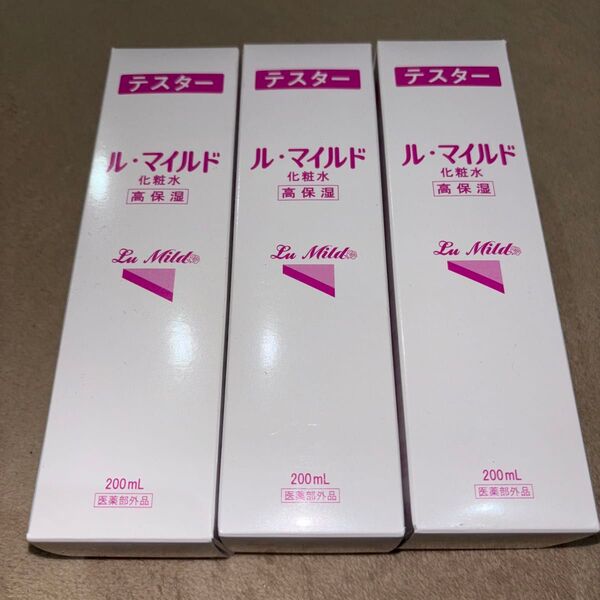 テスター
ル・マイルド
化粧水
高保湿
Lu Mild
200mL
医薬部外品
テスター
ル・マイルド
化粧水
高保湿
Lu Mild
200mL
医薬部外品
テスター
ル・マイルド
化粧水
高保湿
Lu Mild
200mL
医薬部外品